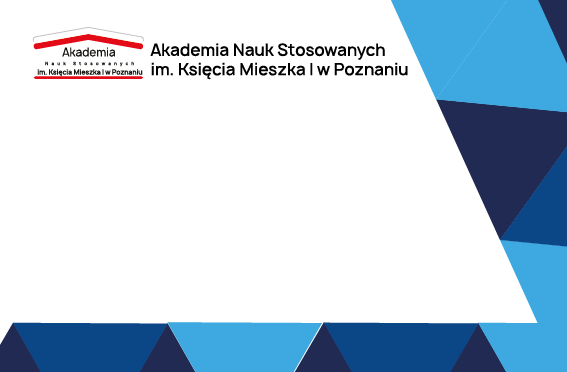 Akademia
Nauk Stosowanych
im. Księcia Mieszka I w Poznaniu
Akademia Nauk Stosowanych
im. Księcia Mieszka I w Poznaniu